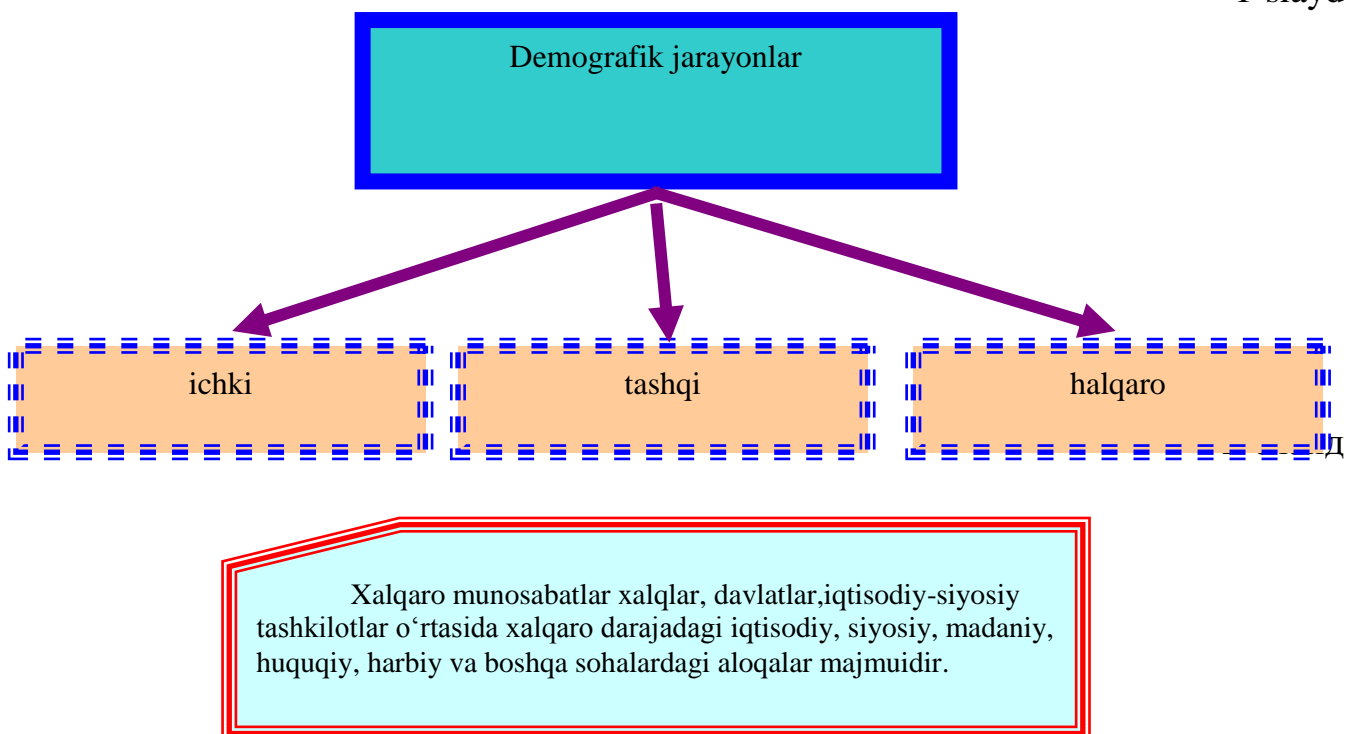 Demografik jarayonlar
ichki
tashqi
halqaro
Xalqaro munosabatlar xalqlar, davlatlar,iqtisodiy-siyosiy
tashkilotlar o‘rtasida xalqaro darajadagi iqtisodiy, siyosiy, madaniy,
huquqiy, harbiy va boshqa sohalardagi aloqalar majmuidir.